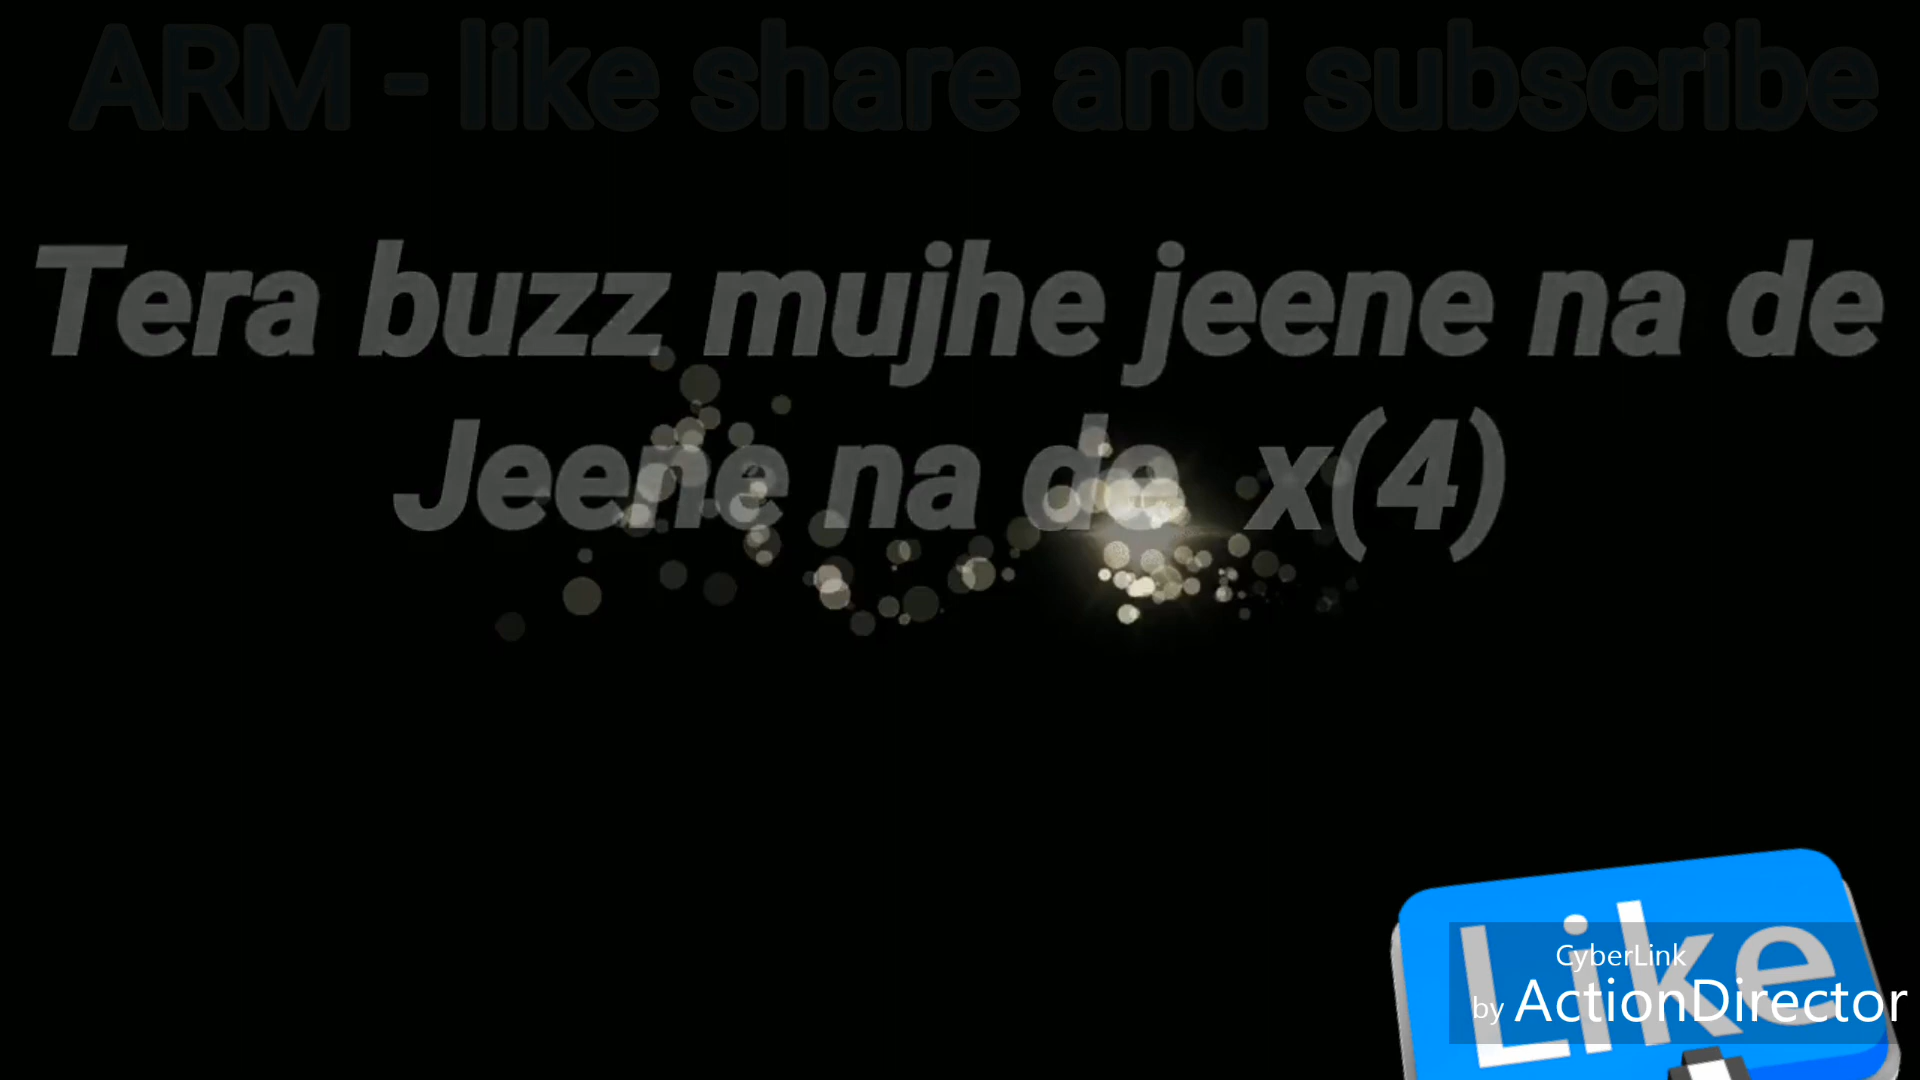 ARM - like share and subscribe
Tera buzz mujhe jeene na de
Jeene na de x(4)
Like
CyberLink
by ActionDirector